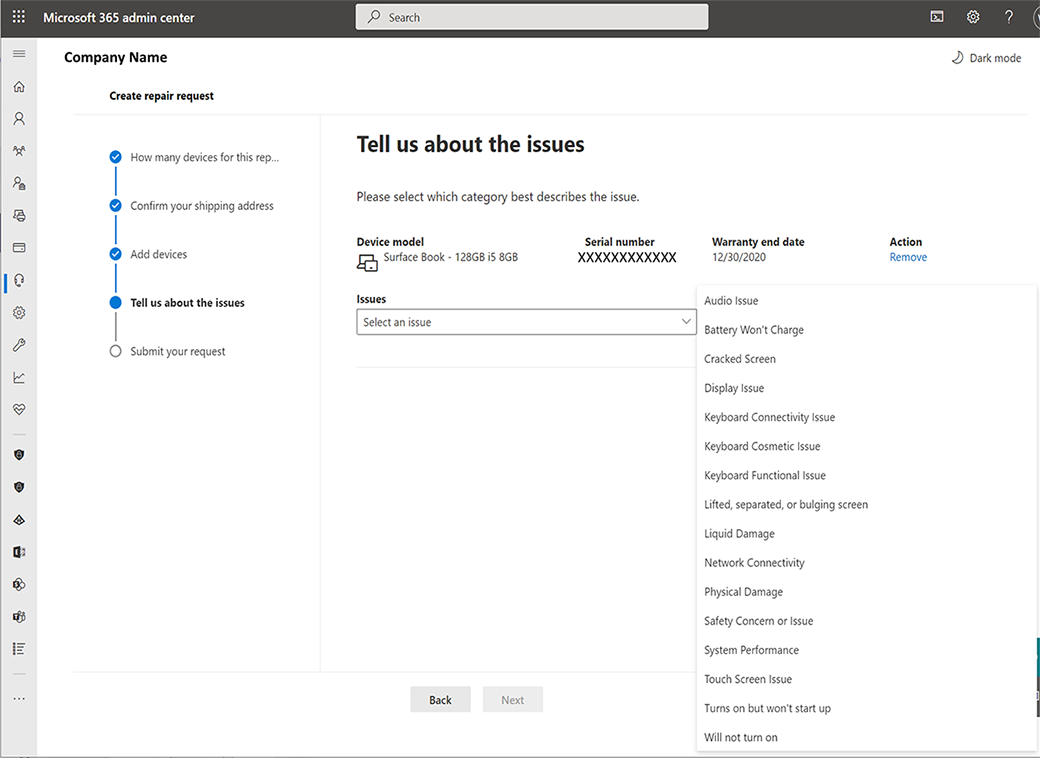 Microsoft 365 admin center
Search
Company Name
Dark mode
Create repair request
How many devices for this rep...
Confirm your shipping address
Add devices
Tell us about the issues
Submit your request
Tell us about the issues
Please select which category best describes the issue.
Device model Serial number Warranty end date Action
Surface Book - 128GB i5 8GB XXXXXXXXXXXX 12/30/2020 Remove
Issues
Select an issue
Audio Issue
Battery Won't Charge
Cracked Screen
Display Issue
Keyboard Connectivity Issue
Keyboard Cosmetic Issue
Keyboard Functional Issue
Lifted, separated, or bulging screen
Liquid Damage
Network Connectivity
Physical Damage
Safety Concern or Issue
System Performance
Touch Screen Issue
Turns on but won't start up
Will not turn on
Back Next